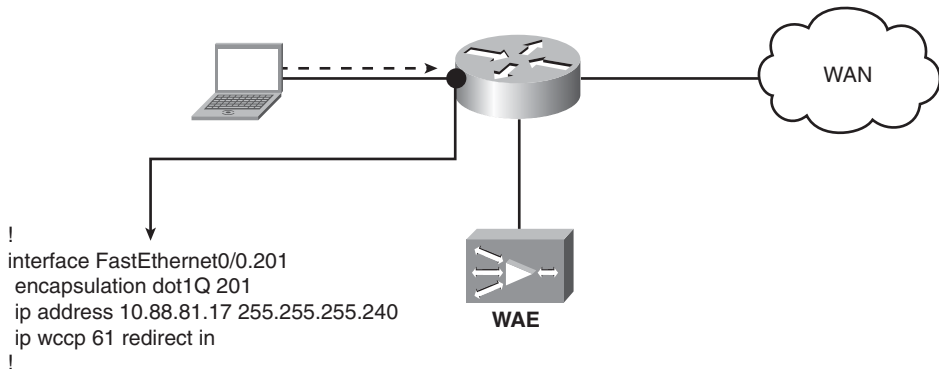 WAN
!
interface FastEthernet0/0.201
encapsulation dot1Q 201
ip address 10.88.81.17 255.255.255.240
ip wccp 61 redirect in
!
WAE